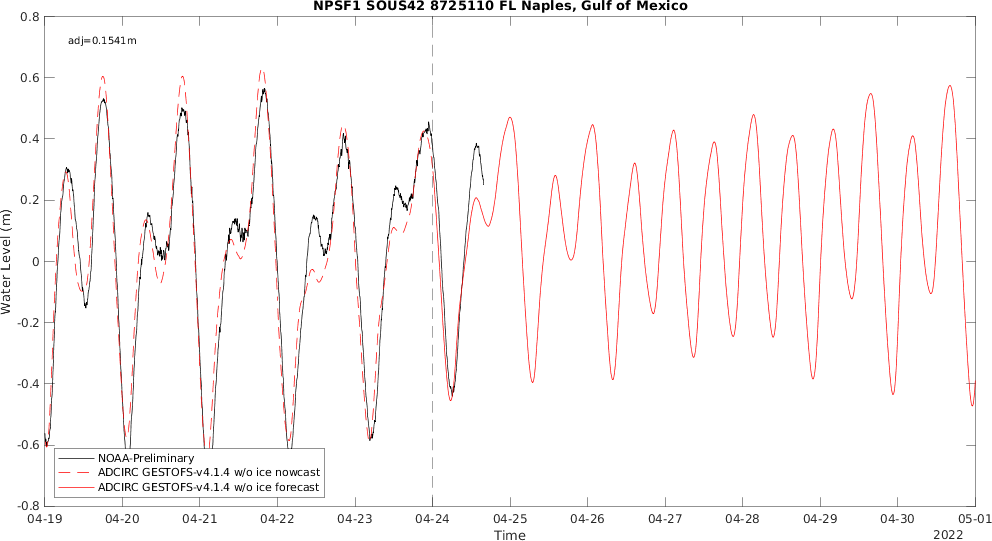 NPSF1 SOUS42 8725110 FL Naples, Gulf of Mexico
adj=0.1541m
0.8
0.6
0.4
0.2
0
-0.2
-0.4
-0.6
-0.8
Water Level (m)
NOAA-Preliminary
ADCIRC GESTOFS-v4.1.4 w/o ice nowcast
ADCIRC GESTOFS-v4.1.4 w/o ice forecast
04-19 04-20 04-21 04-22 04-23 04-24 04-25 04-26 04-27 04-28 04-29 04-30 05-01
Time
2022